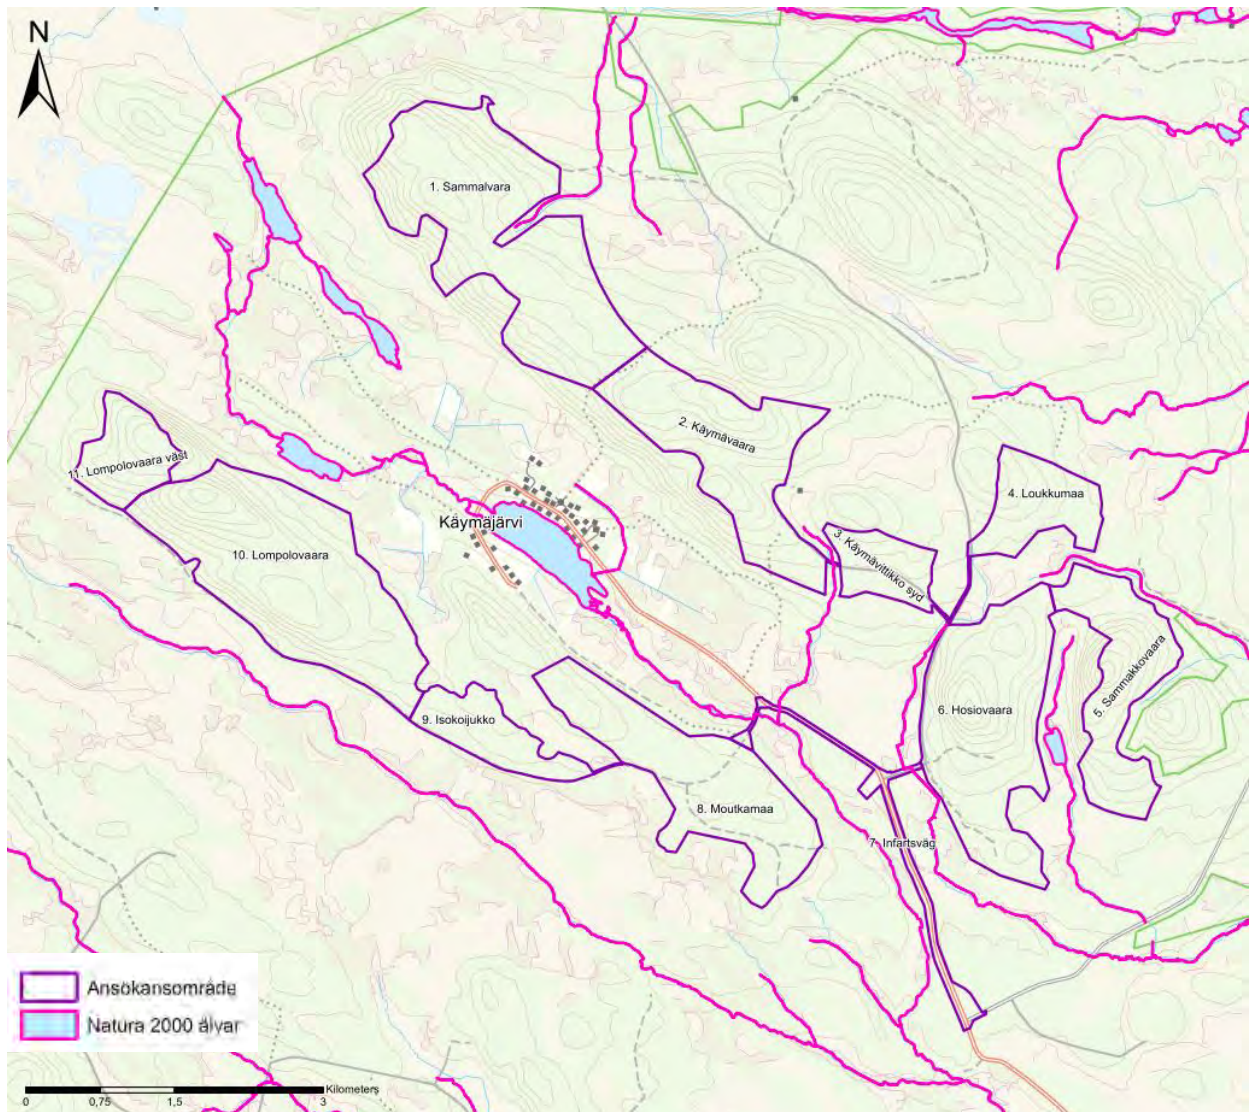 N
1. Sammalvara
2. Käymävaara
11. Lompolovaara väst
4. Loukkumaa
Käymäjärvi
10. Lompolovaara
3. Käymävittikko syd
5. Sammakkovaara
6. Hosiovaara
9. Isokoijukko
8. Moutkamaa
7. Infartsväg
Ansökansområde
Natura 2000 älvar
Kilometers
0 0,75 1,5 3